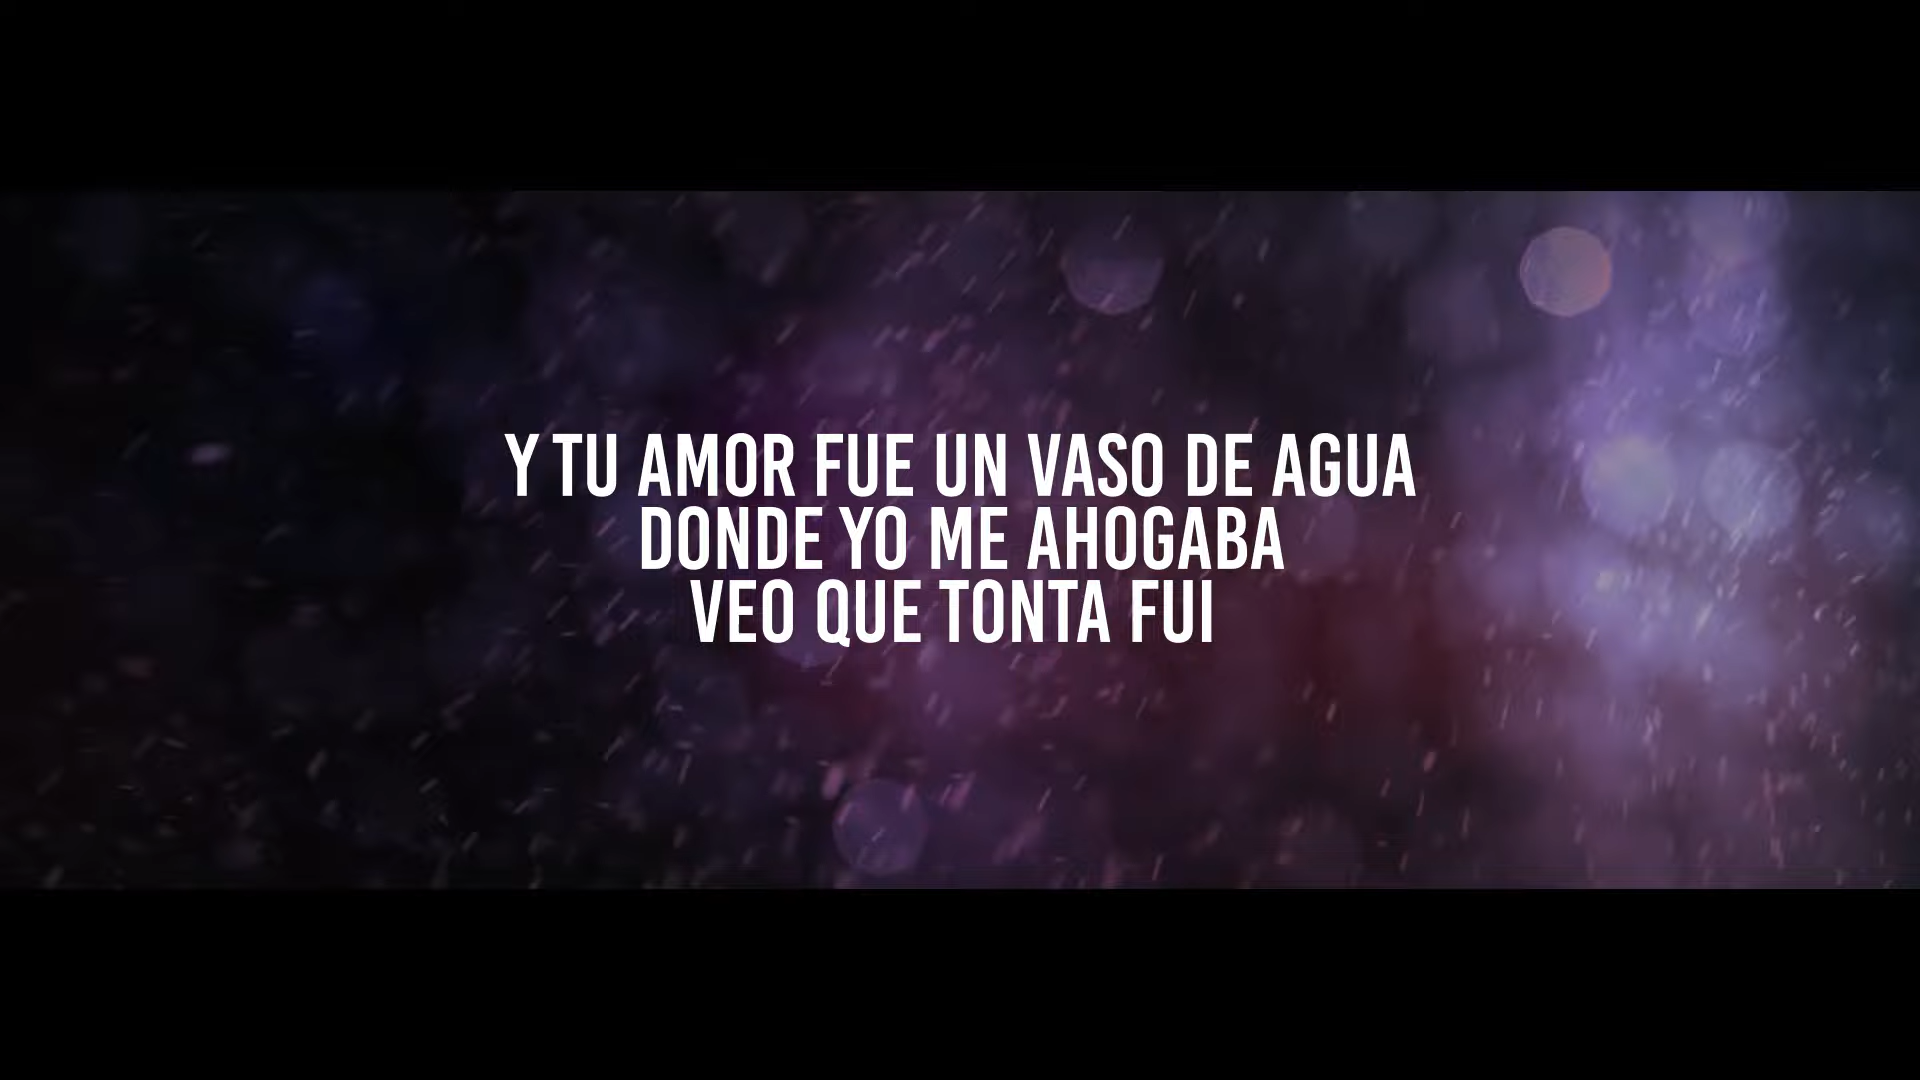 Y TU AMOR FUE UN VASO DE AGUA
DONDE YO ME AHOGABA
VEO QUE TONTA FUI